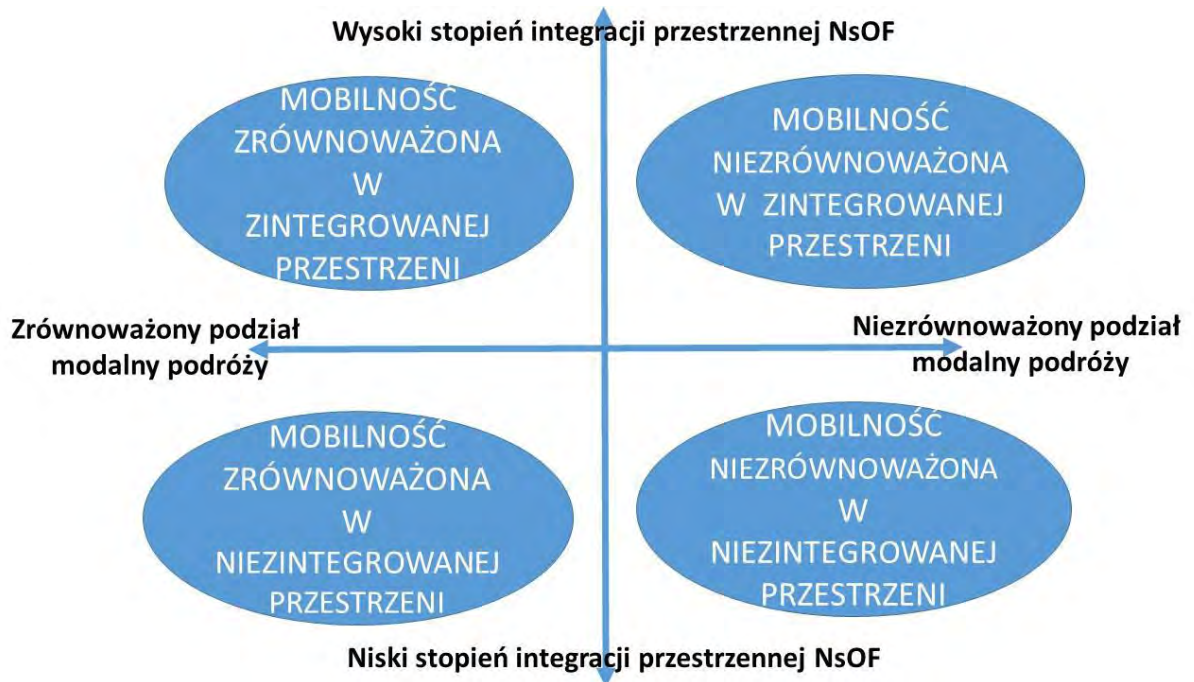 Wysoki stopień integracji przestrzennej NsOF
MOBILNOŚĆ
ZRÓWNOWAŻONA
W
ZINTEGROWANEJ
PRZESTRZENI
MOBILNOŚĆ
NIEZRÓWNOWAŻONA
W ZINTEGROWANEJ
PRZESTRZENI
Zrównoważony podział
modalny podróży
Niezrównoważony podział
modalny podróży
MOBILNOŚĆ
ZRÓWNOWAŻONA
W
NIEZINTEGROWANEJ
PRZESTRZENI
MOBILNOŚĆ
NIEZRÓWNOWAŻONA
W
NIEZINTEGROWANEJ
PRZESTRZENI
Niski stopień integracji przestrzennej NsOF